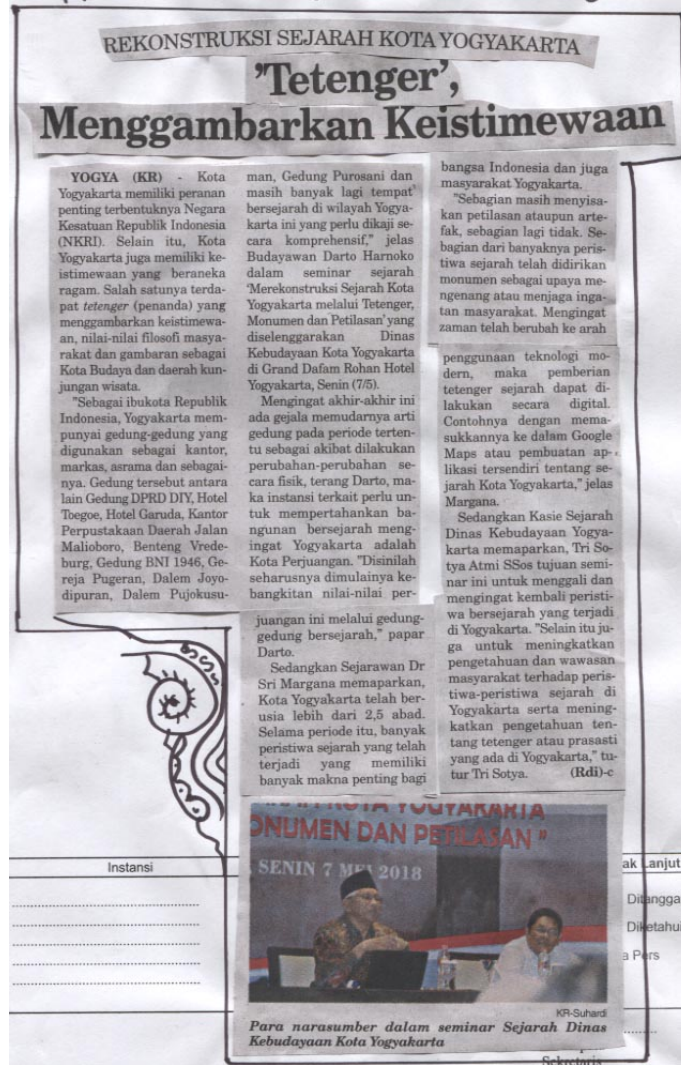 REKONSTRUKSI SEJARAH KOTA YOGYAKARTA
'Tetenger',
Menggambarkan Keistimewaan
YOGYA (KR) - Kota
Yogyakarta memiliki peranan
penting terbentuknya Negara
Kesatuan Republik Indonesia
(NKRI). Selain itu, Kota
Yogyakarta juga memiliki ke-
istimewaan yang beraneka
ragam. Salah satunya terda-
pat tetenger (penanda) yang
menggambarkan keistimewa-
an, nilai-nilai filosofi masya-
rakat dan gambaran sebagai
Kota Budaya dan daerah kun-
jungan wisata.
"Sebagai ibukota Republik
Indonesia, Yogyakarta mem-
punyai gedung-gedung yang
digunakan sebagai kantor,
markas, asrama dan sebagai-
nya. Gedung tersebut antara
lain Gedung DPRD DIY, Hotel
Toegoe, Hotel Garuda, Kantor
Perpustakaan Daerah Jalan
Malioboro, Benteng Vrede-
burg, Gedung BNI 1946, Ge-
reja Pugeran, Dalem Joyo-
dipuran, Dalem Pujokusu-
man, Gedung Purosani dan
masih banyak lagi tempat
bersejarah di wilayah Yogya-
karta ini yang perlu dikaji se-
cara komprehensif," jelas
Budayawan Darto Harnoko
dalam seminar sejarah
'Merekonstruksi Sejarah Kota
Yogyakarta melalui Tetenger,
Monumen dan Petilasan' yang
diselenggarakan Dinas
Kebudayaan Kota Yogyakarta
di Grand Dafam Rohan Hotel
Yogyakarta, Senin (7/5).
Mengingat akhir-akhir ini
ada gejala memudarnya arti
gedung pada periode terten-
tu sebagai akibat dilakukan
perubahan-perubahan se-
cara fisik, terang Darto, ma-
ka instansi terkait perlu un-
tuk mempertahankan ba-
ngunan bersejarah meng-
ingat Yogyakarta adalah
Kota Perjuangan. "Disinilah
seharusnya dimulainya ke-
bangkitan nilai-nilai per-
juangan ini melalui gedung-
gedung bersejarah," papar
Darto.
Sedangkan Sejarawan Dr
Sri Margana memaparkan,
Kota Yogyakarta telah ber-
usia lebih dari 2,5 abad.
Selama periode itu, banyak
peristiwa sejarah yang telah
terjadi yang memiliki
banyak makna penting bagi
bangsa Indonesia dan juga
masyarakat Yogyakarta.
"Sebagian masih menyisa-
kan petilasan ataupun arte-
fak, sebagian lagi tidak. Se-
bagian dari banyaknya peris-
tiwa sejarah telah didirikan
monumen sebagai upaya me-
ngenang atau menjaga inga-
tan masyarakat. Mengingat
zaman telah berubah ke arah
penggunaan teknologi mo-
dern, maka pemberian
tetenger sejarah dapat di-
lakukan secara digital.
Contohnya dengan mema-
sukkannya ke dalam Google
Maps atau pembuatan ap-
likasi tersendiri tentang se-
jarah Kota Yogyakarta," jelas
Margana.
Sedangkan Kasie Sejarah
Dinas Kebudayaan Yogya-
karta memaparkan, Tri So-
tya Atmi SSos tujuan semi-
nar ini untuk menggali dan
mengingat kembali peristi-
wa bersejarah yang terjadi
di Yogyakarta. "Selain itu ju-
ga untuk meningkatkan
pengetahuan dan wawasan
masyarakat terhadap peris-
tiwa-peristiwa sejarah di
Yogyakarta serta mening-
katkan pengetahuan ten-
tang tetenger atau prasasti
yang ada di Yogyakarta," tu-
tur Tri Sotya. (Rdi)-c
KOTA YOGYAKARTA
ONUMEN DAN PETILASAN "
SENIN 7 MEI 2018
KR-Suhardi
Para narasumber dalam seminar Sejarah Dinas
Kebudayaan Kota Yogyakarta
Instansi
ak Lanjut
Ditangga
Diketahui
a Pers
Sekretaris